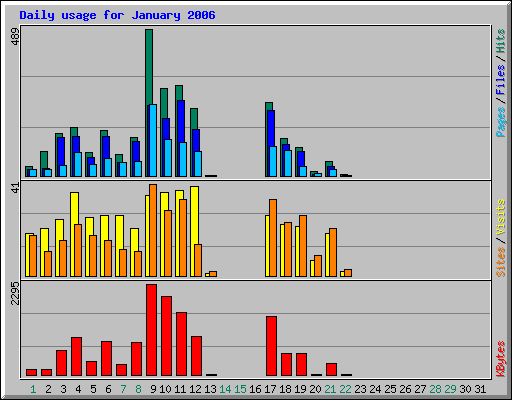 Daily usage for January 2006
489
Pages / Files / Hits
41
Sites / Visits
2295
KBytes
1 2 3 4 5 6 7 8 9 10 11 12 13 14 15 16 17 18 19 20 21 22 23 24 25 26 27 28 29 30 31